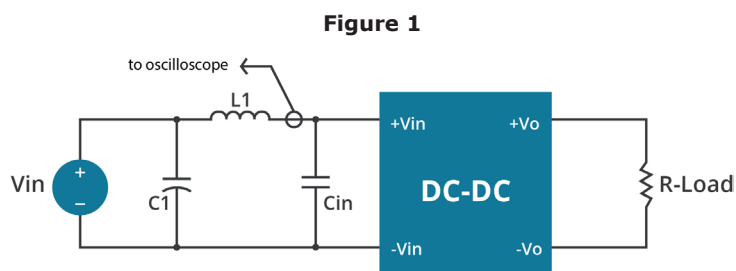 Figure 1
to oscilloscope
L1
+Vin
+Vo
Vin
+
C1
Cin
DC-DC
R-Load
-Vin
-Vo